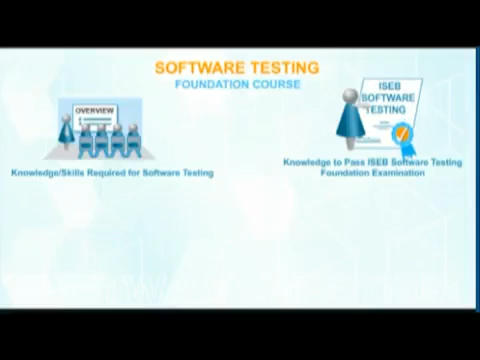 SOFTWARE TESTING
FOUNDATION COURSE
OVERVIEW
ISEB
SOFTWARE
TESTING
Knowledge/Skills Required for Software Testing
Knowledge to Pass ISEB Software Testing
Foundation Examination